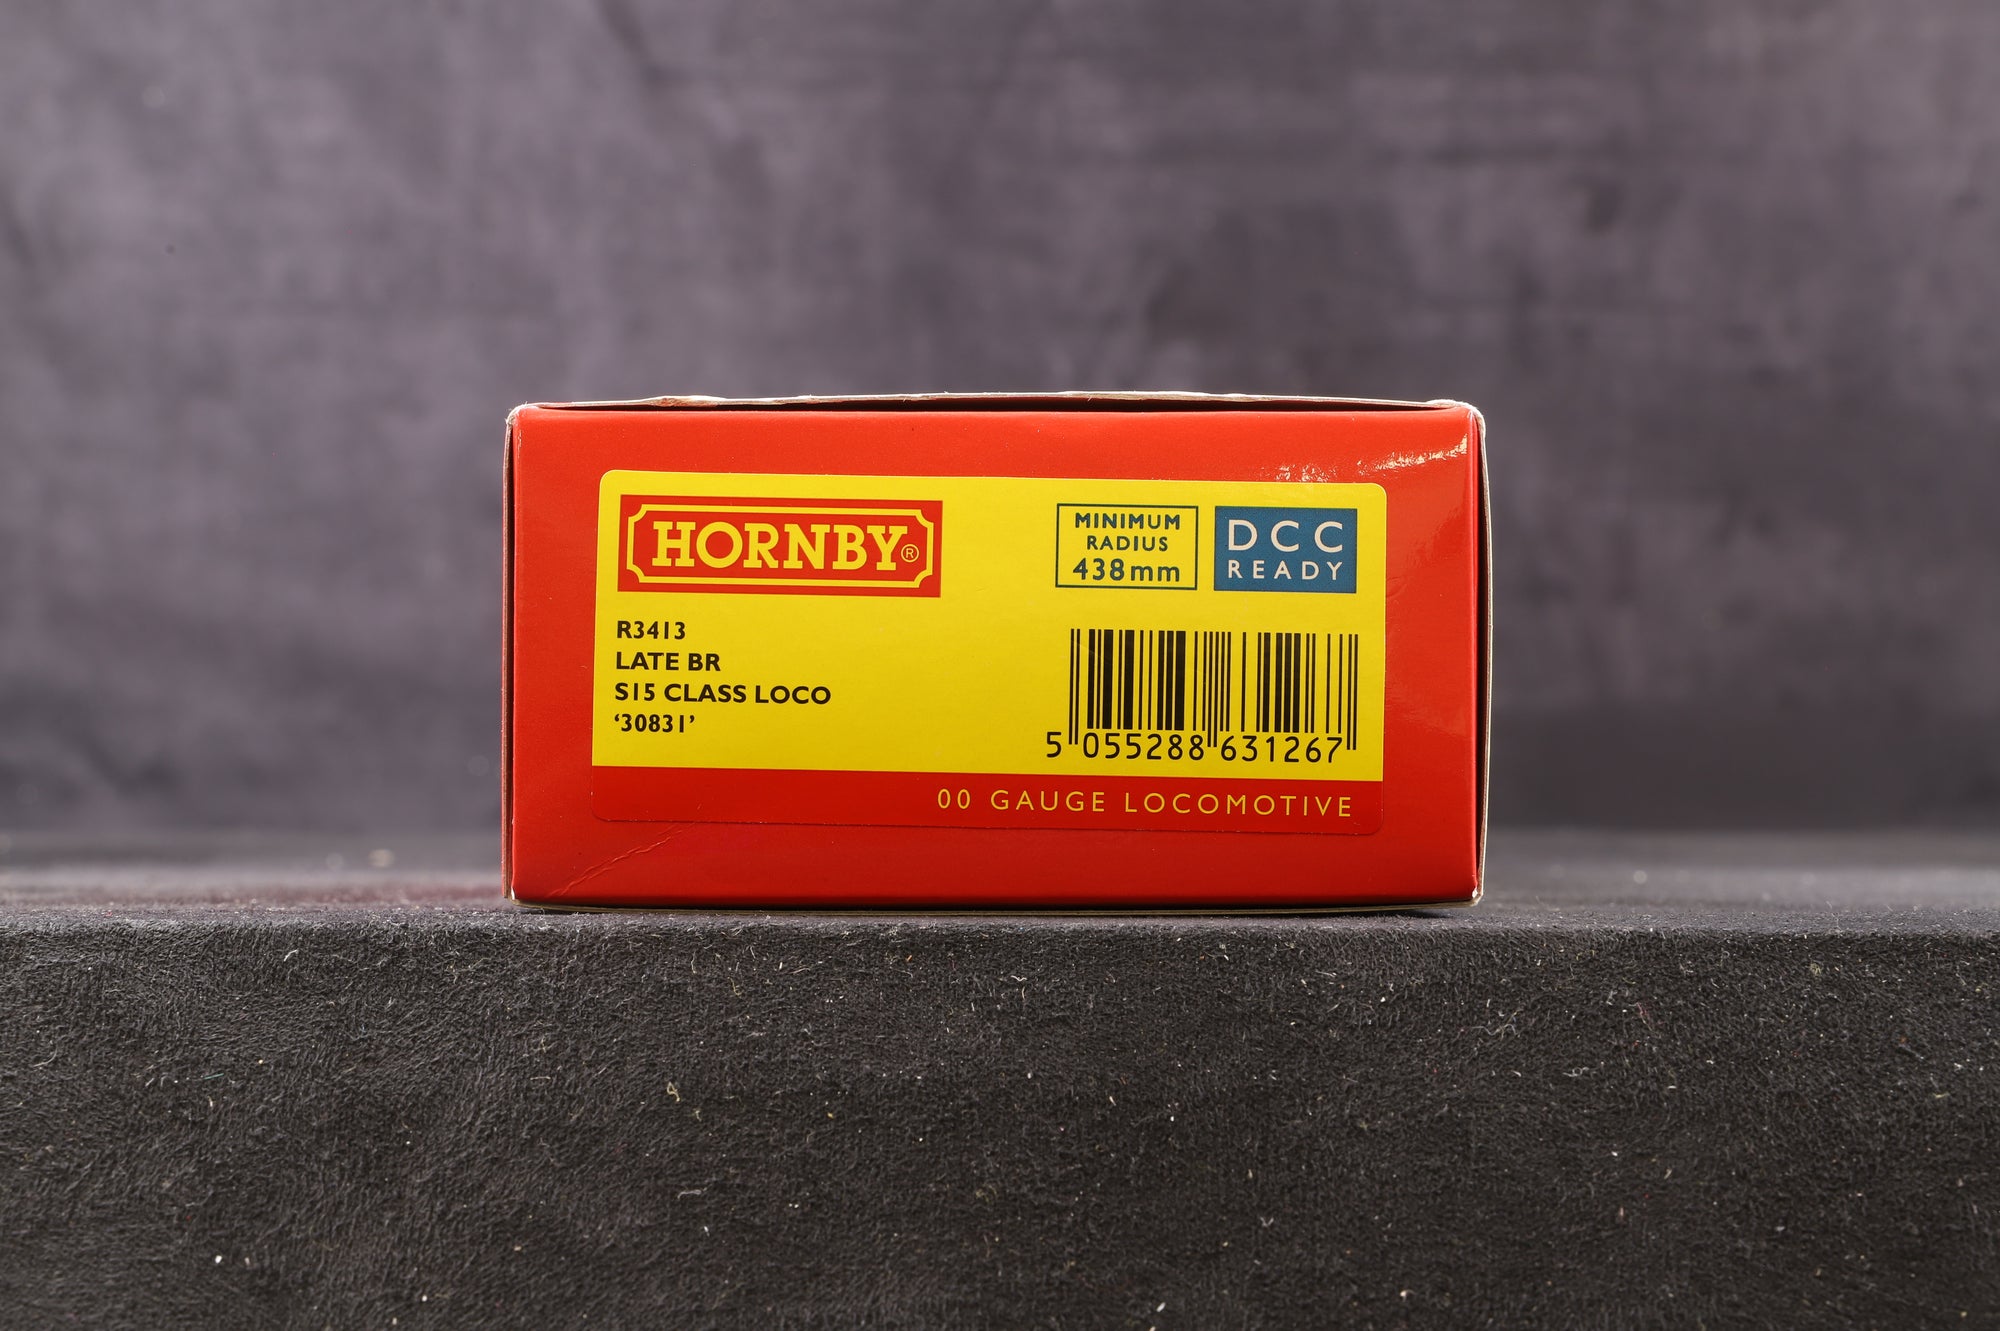 HORNBY®
MINIMUM
RADIUS
438mm
DCC
READY
R3413
LATE BR
S15 CLASS LOCO
‘30831’
5 055288 631267
00 GAUGE LOCOMOTIVE